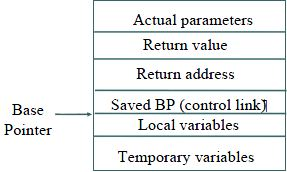 Actual parameters
Return value
Return address
Saved BP (control link)
Base
Pointer
Local variables
Temporary variables